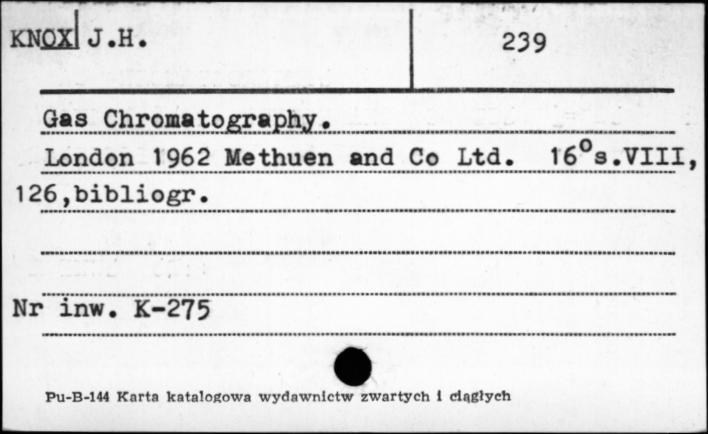 KNOX J.H.
239
Gas Chromatography.
London 1962 Methuen and Co Ltd. 16⁰s.VIII,
126,bibliogr.
Nr inw. K-275
Pu-B-144 Karta katalogowa wydawnictw zwartych i ciągłych